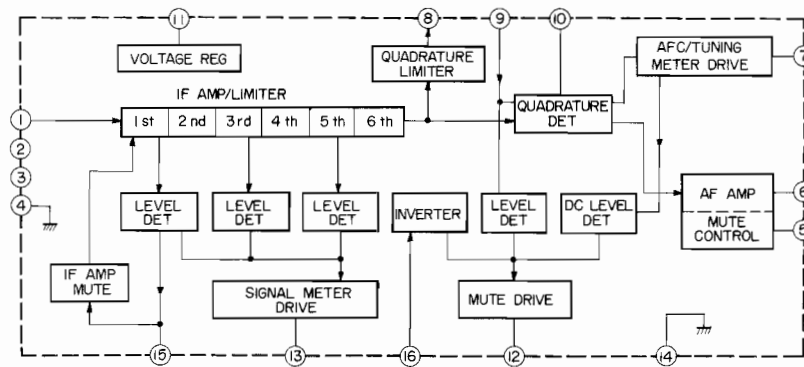 11
8
9
10
VOLTAGE REG
QUADRATURE
LIMITER
AFC/TUNING
METER DRIVE
7
IF AMP/LIMITER
1
1st
2nd
3rd
4th
5th
6th
QUADRATURE
DET
2
3
4
LEVEL
DET
LEVEL
DET
LEVEL
DET
INVERTER
LEVEL
DET
DC LEVEL
DET
AF AMP
6
MUTE
CONTROL
5
IF AMP
MUTE
SIGNAL METER
DRIVE
MUTE DRIVE
15
13
16
12
14